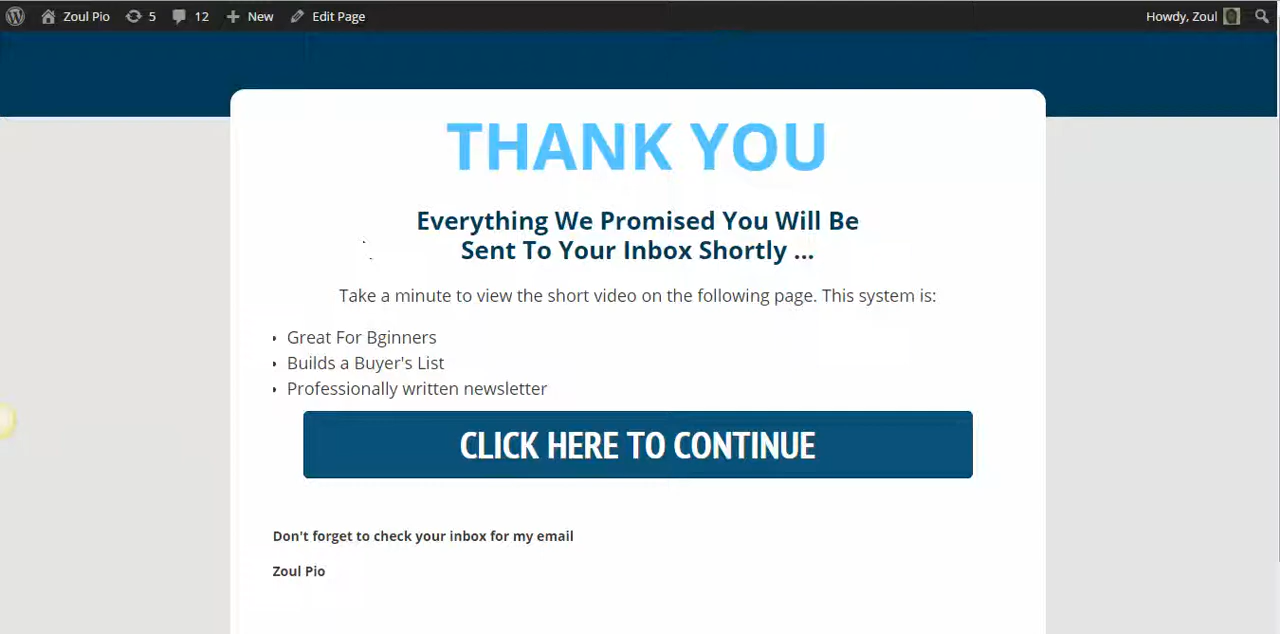 Zoul Pio 5 12 New Edit Page Howdy, Zoul
THANK YOU
Everything We Promised You Will Be
Sent To Your Inbox Shortly ...
Take a minute to view the short video on the following page. This system is:
• Great For Bginners
• Builds a Buyer's List
• Professionally written newsletter
CLICK HERE TO CONTINUE
Don't forget to check your inbox for my email
Zoul Pio